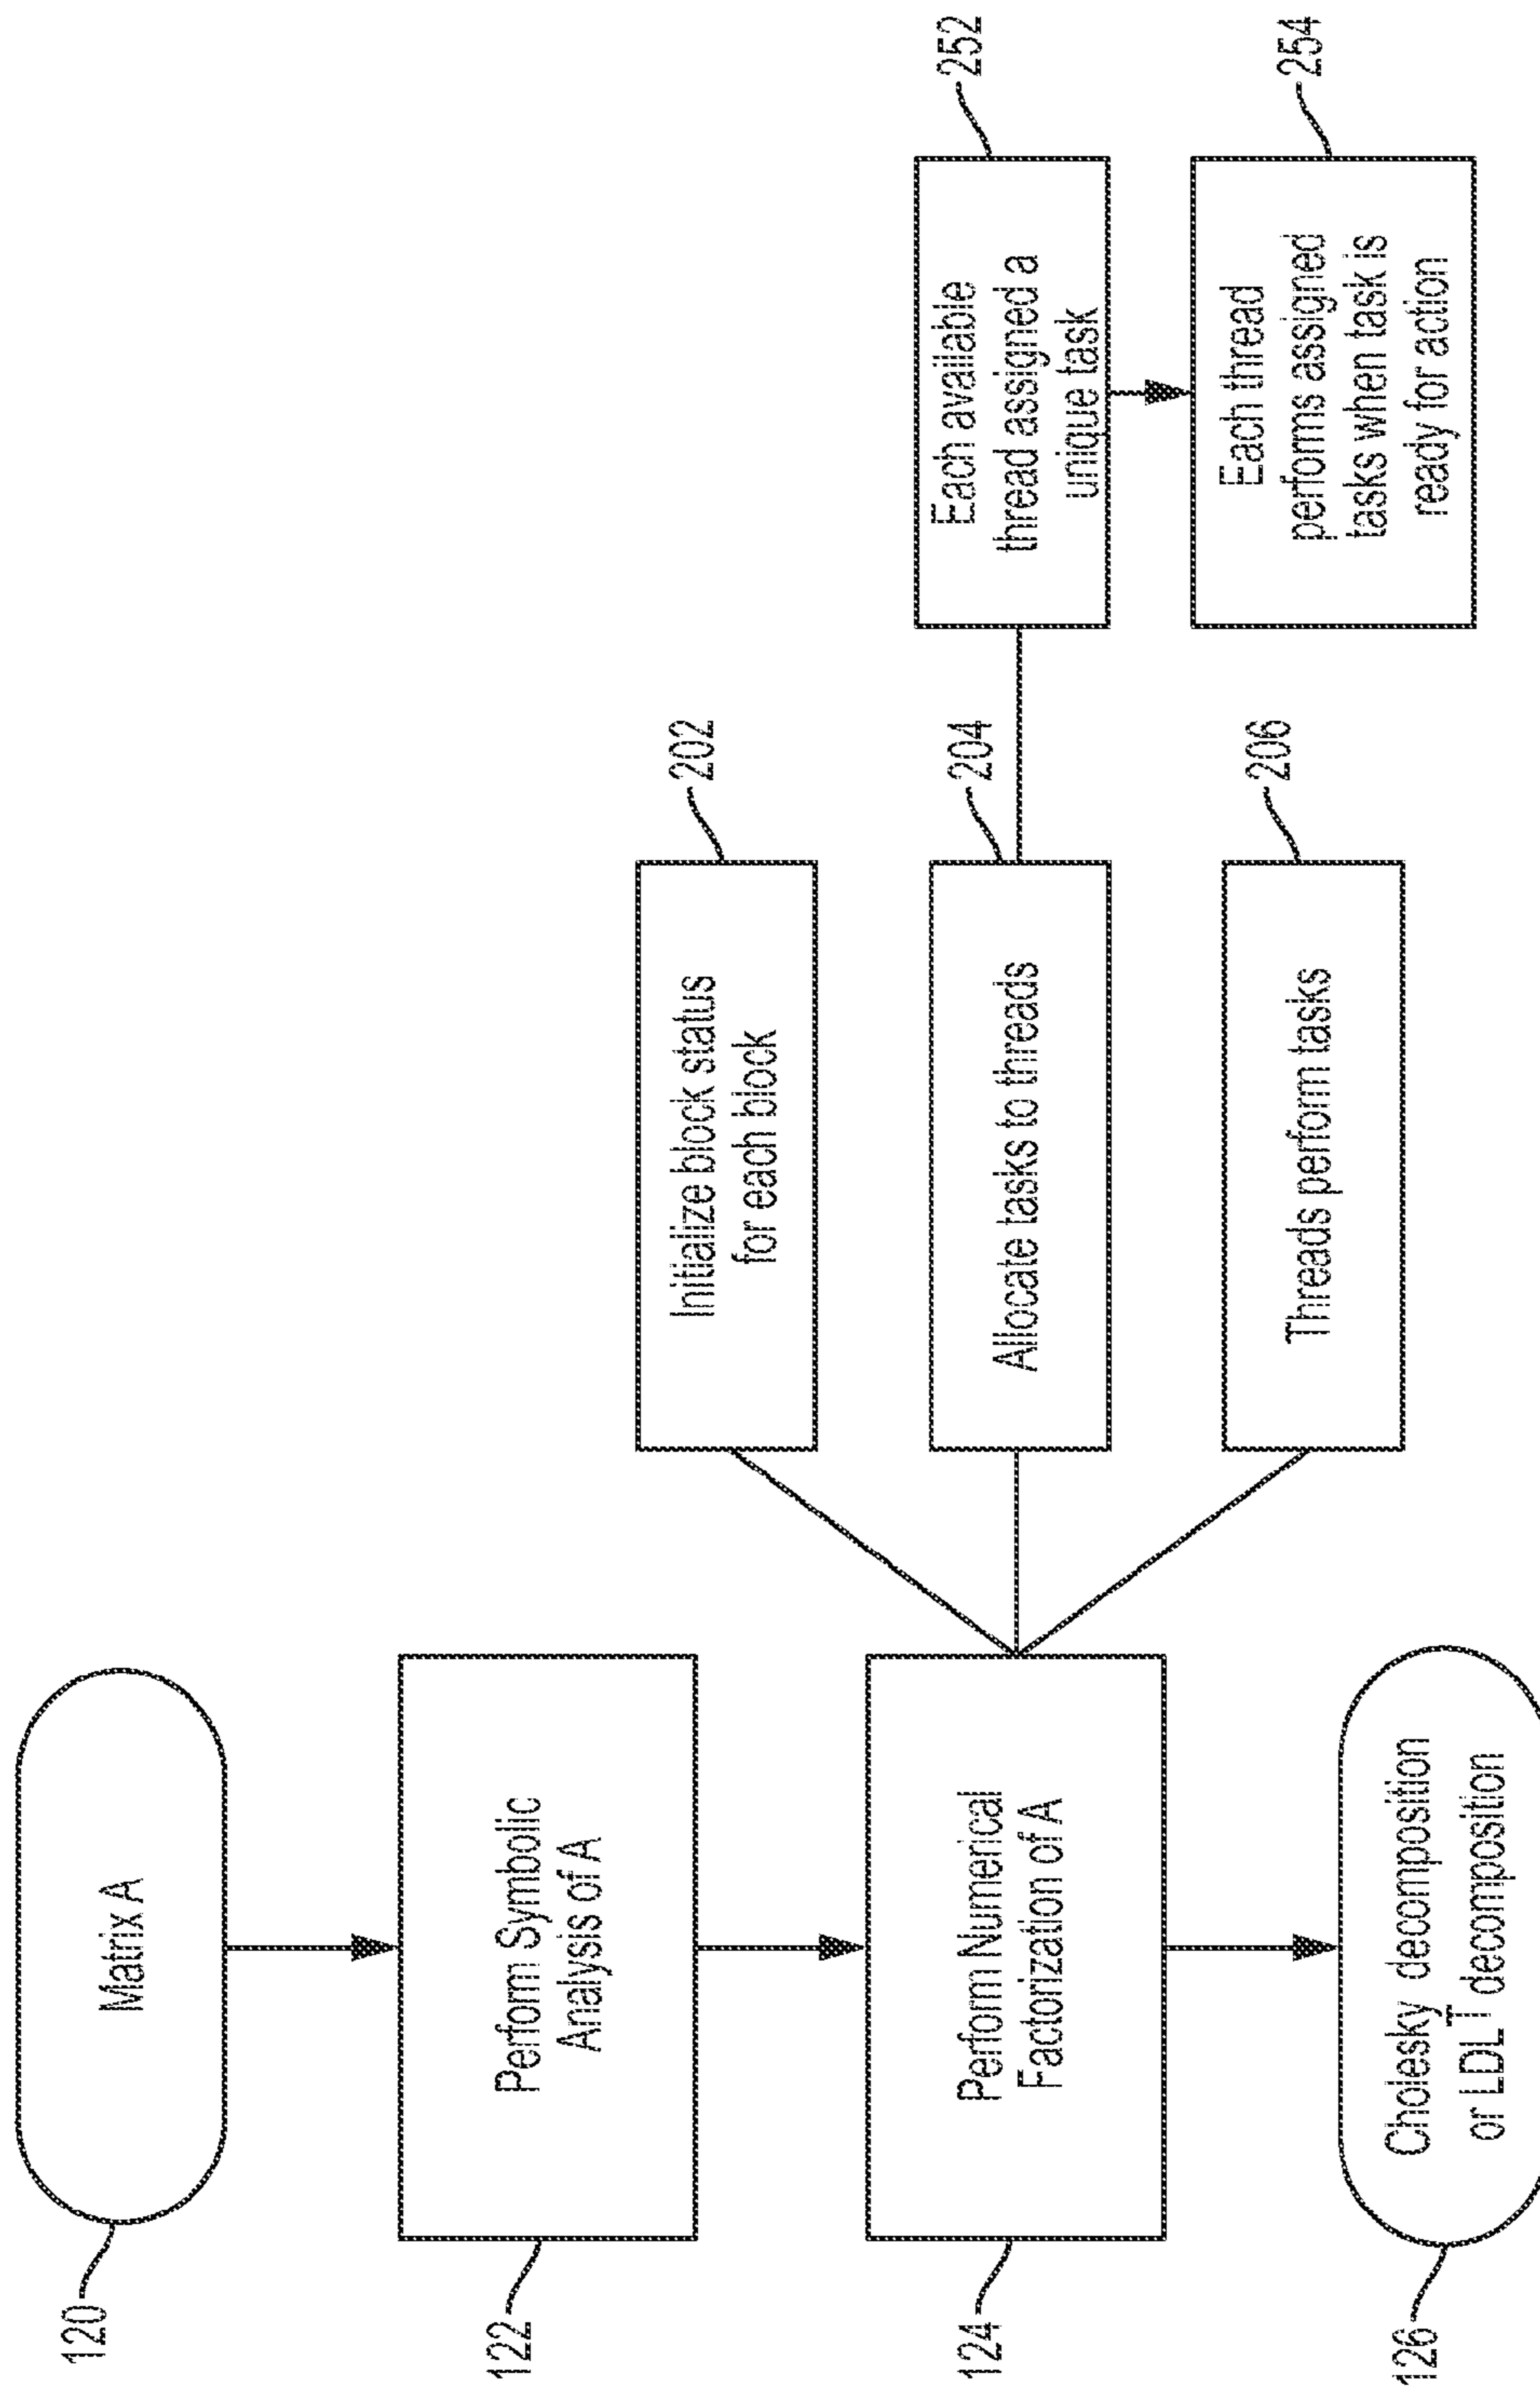 120
Matrix A
122
Perform Symbolic
Analysis of A
124
Perform Numerical
Factorization of A
126
Cholesky decomposition
or LDL^T decomposition
Initialize block status
for each block
202
Allocate tasks to threads
204
Threads perform tasks
206
Each available
thread assigned a
unique task
252
Each thread
performs assigned
tasks when task is
ready for action
254